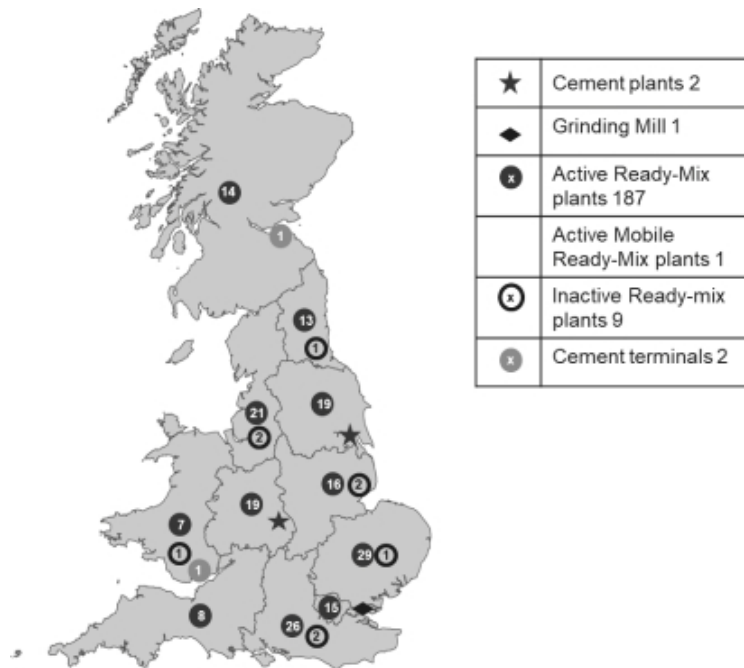 14
1
13
1
21
2
19
16 2
19
7
1
1
29 1
8
26
15
2
Cement plants 2
Grinding Mill 1
x Active Ready-Mix
plants 187
Active Mobile
Ready-Mix plants 1
x Inactive Ready-mix
plants 9
x Cement terminals 2